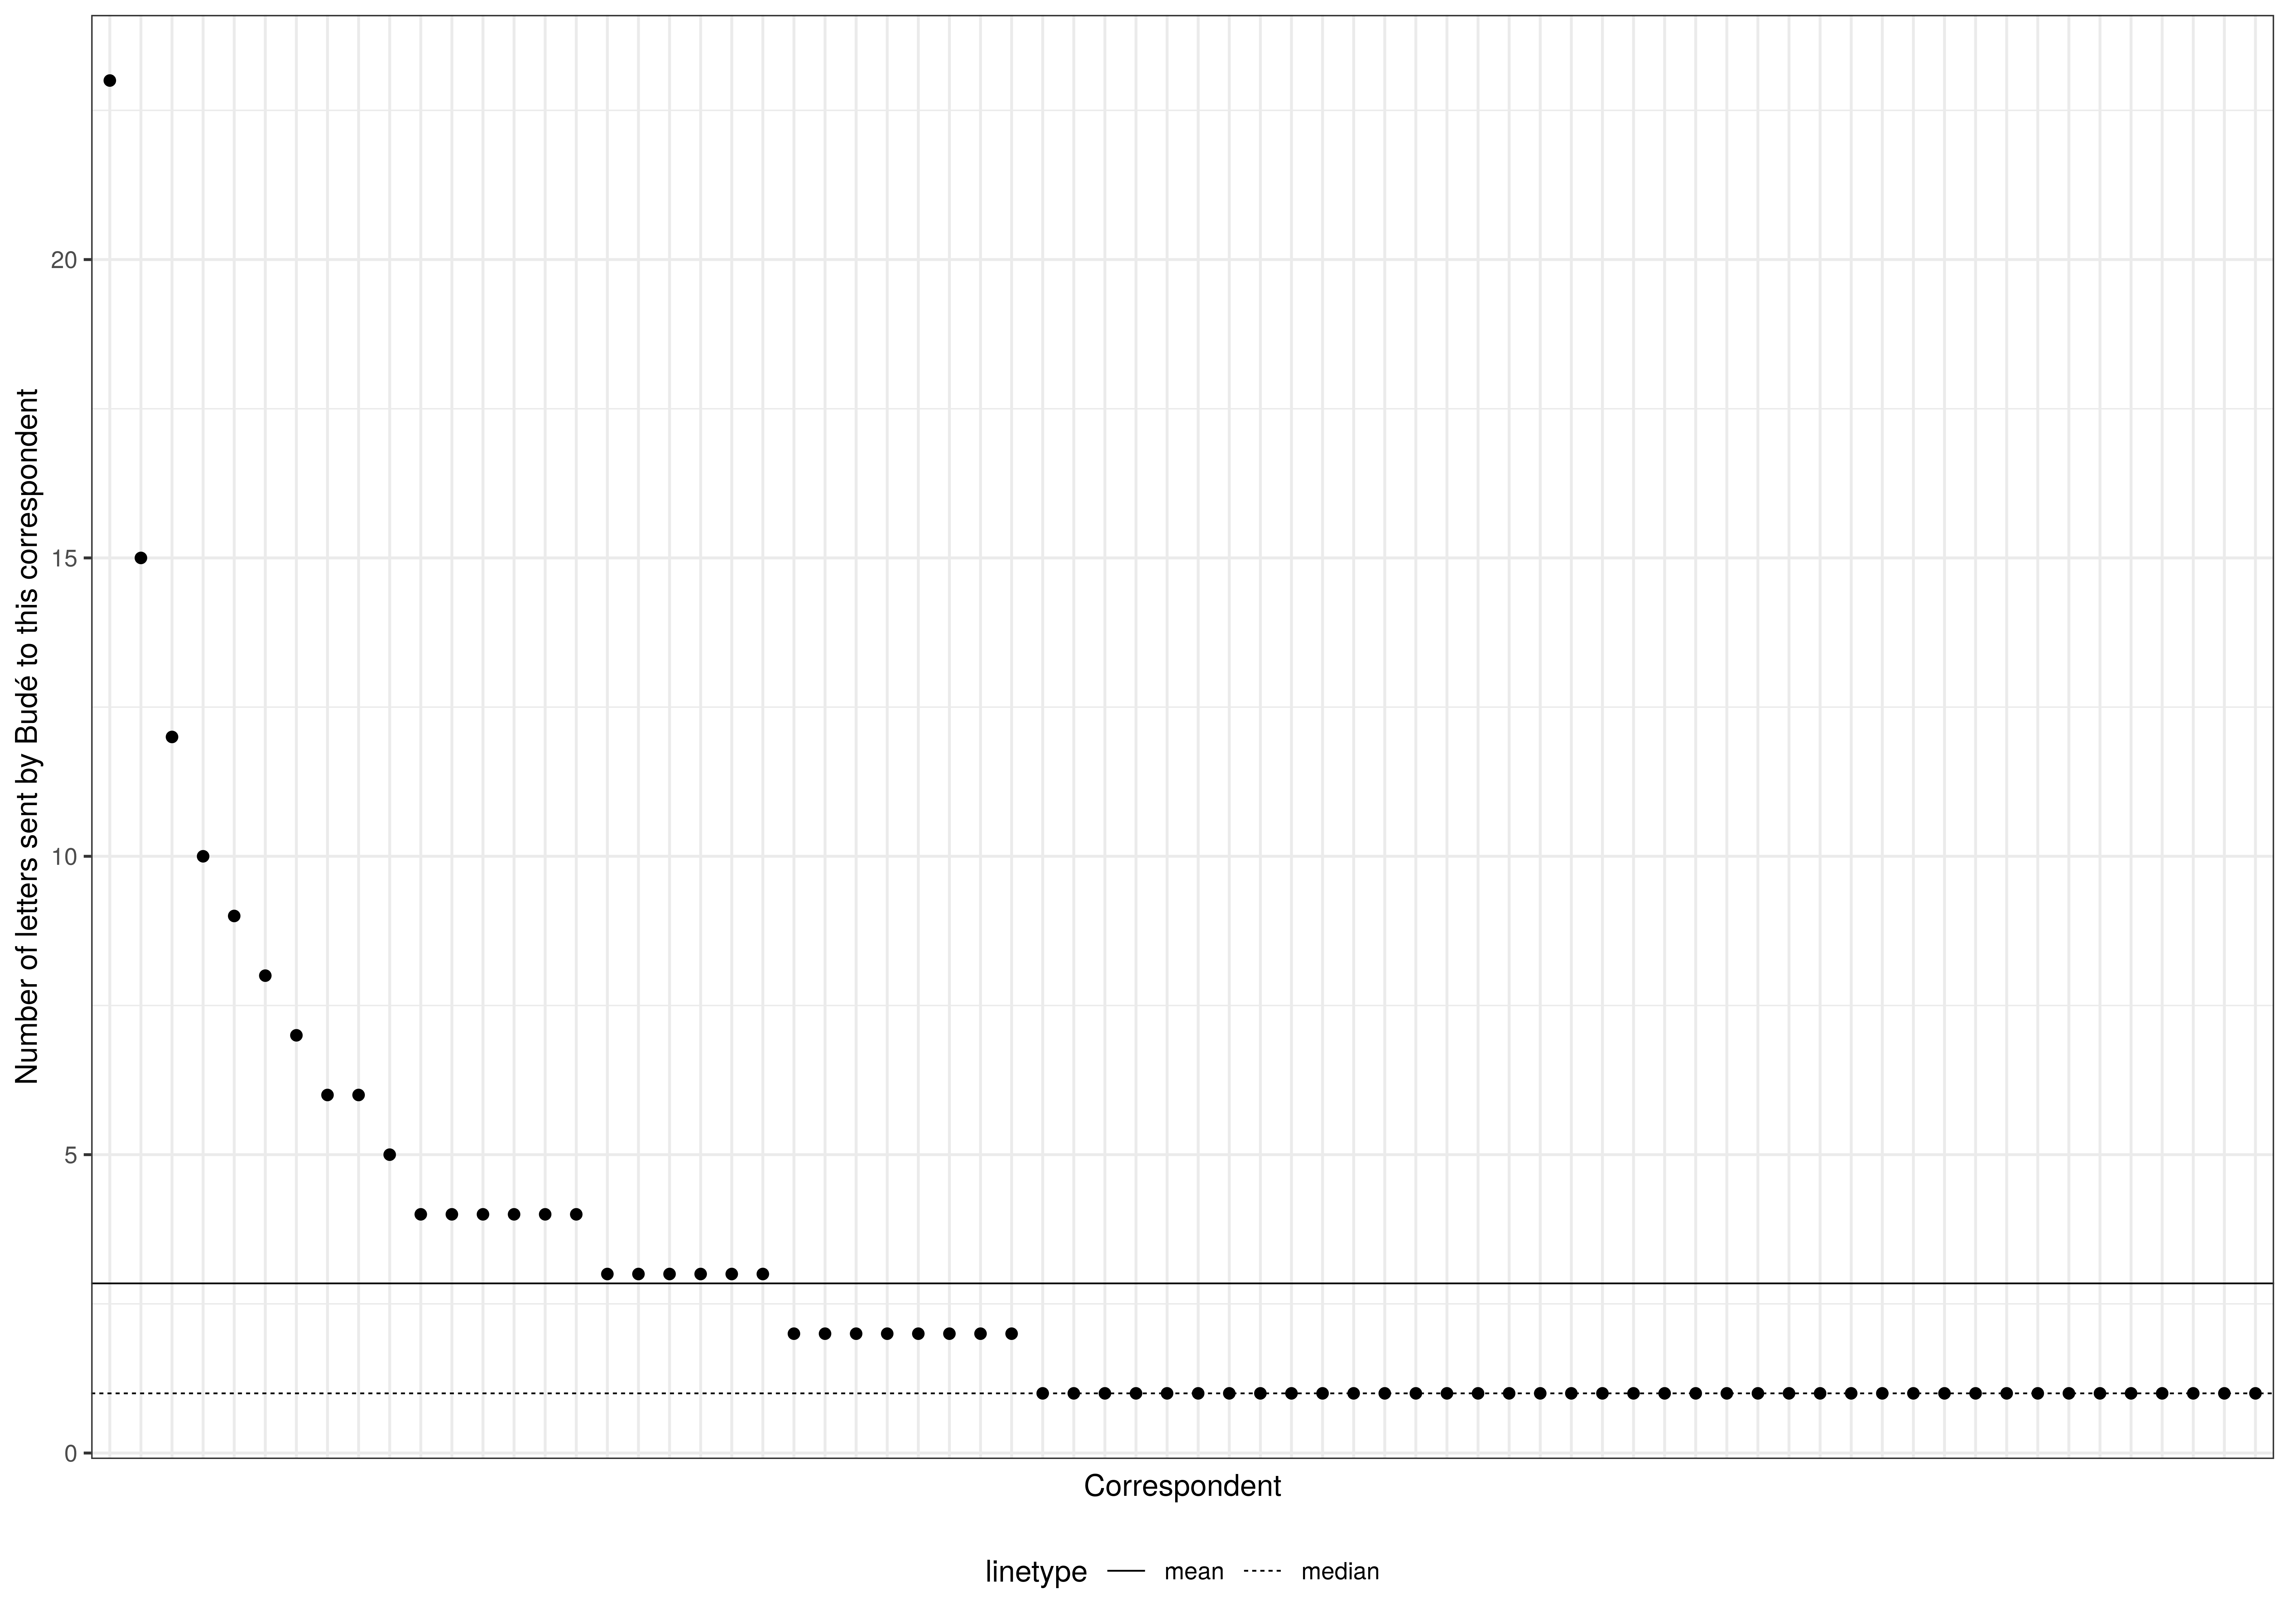 Number of letters sent by Budé to this correspondent
20
15
10
5
0
Correspondent
linetype mean median